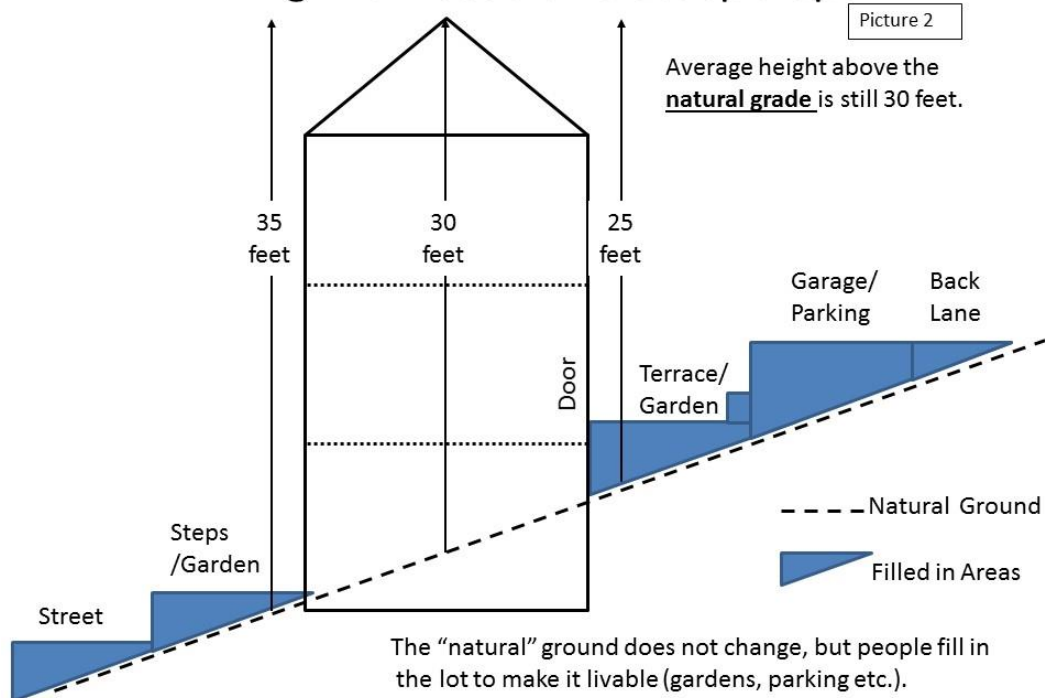 Picture 2
Average height above the
natural grade is still 30 feet.
35
feet
30
feet
25
feet
Garage/
Parking
Back
Lane
Door
Terrace/
Garden
Steps
/Garden
Natural Ground
Filled in Areas
Street
The “natural” ground does not change, but people fill in
the lot to make it livable (gardens, parking etc.).